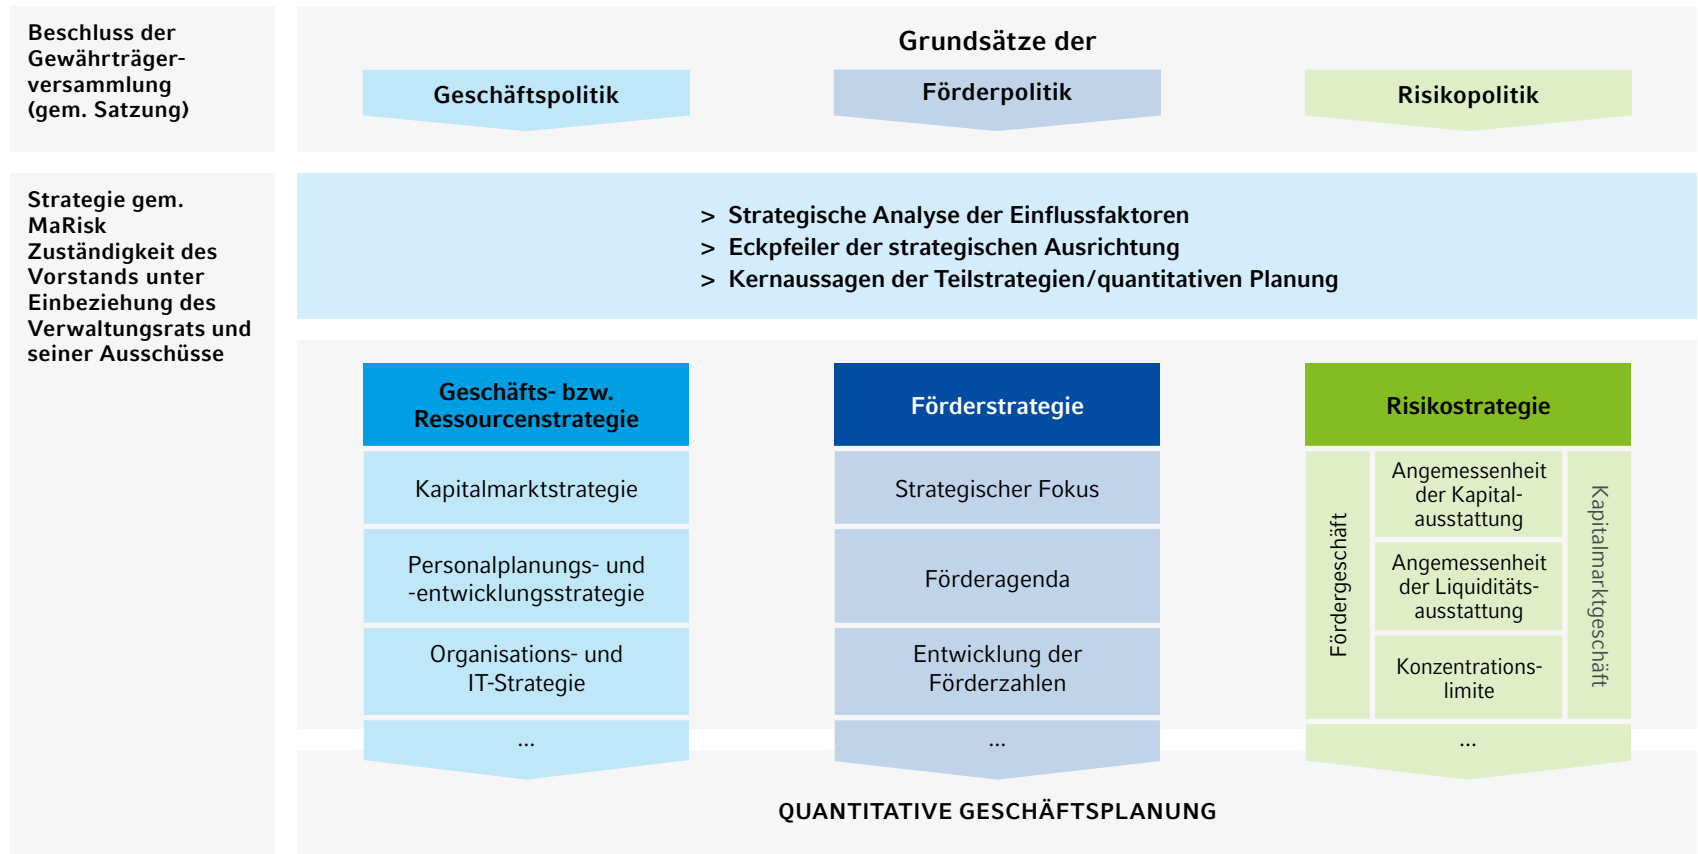 Beschluss der
Gewährträger-
versammlung
(gem. Satzung)
Grundsätze der
Geschäftspolitik
Förderpolitik
Risikopolitik
Strategie gem.
MaRisk
Zuständigkeit des
Vorstands unter
Einbeziehung des
Verwaltungsrats und
seiner Ausschüsse
> Strategische Analyse der Einflussfaktoren
> Eckpfeiler der strategischen Ausrichtung
> Kernaussagen der Teilstrategien/quantitativen Planung
Geschäfts- bzw.
Ressourcenstrategie
Kapitalmarktstrategie
Personalplanungs- und
-entwicklungsstrategie
Organisations- und
IT-Strategie
...
Förderstrategie
Strategischer Fokus
Förderagenda
Entwicklung der
Förderzahlen
...
Risikostrategie
Fördergeschäft
Angemessenheit
der Kapital-
ausstattung
Angemessenheit
der Liquiditäts-
ausstattung
Konzentrations-
limite
Kapitalmarktgeschäft
...
QUANTITATIVE GESCHÄFTSPLANUNG